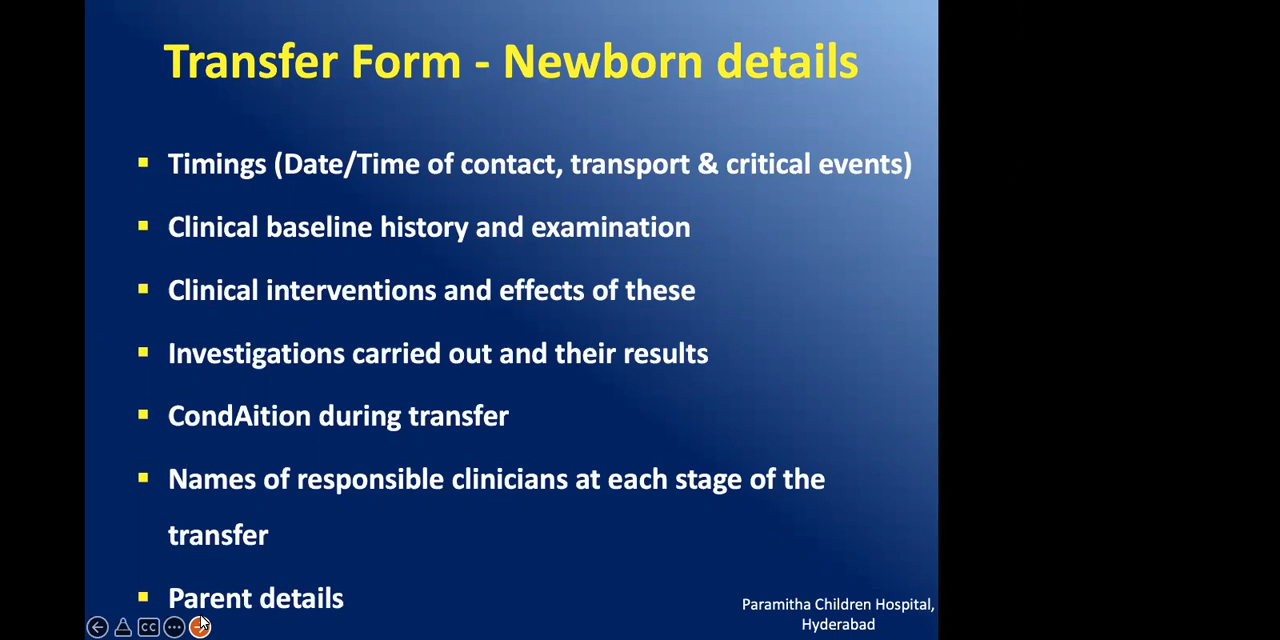 Transfer Form - Newborn details
▪ Timings (Date/Time of contact, transport & critical events)
▪ Clinical baseline history and examination
▪ Clinical interventions and effects of these
▪ Investigations carried out and their results
▪ CondAition during transfer
▪ Names of responsible clinicians at each stage of the
transfer
▪ Parent details
Paramitha Children Hospital,
Hyderabad
CC